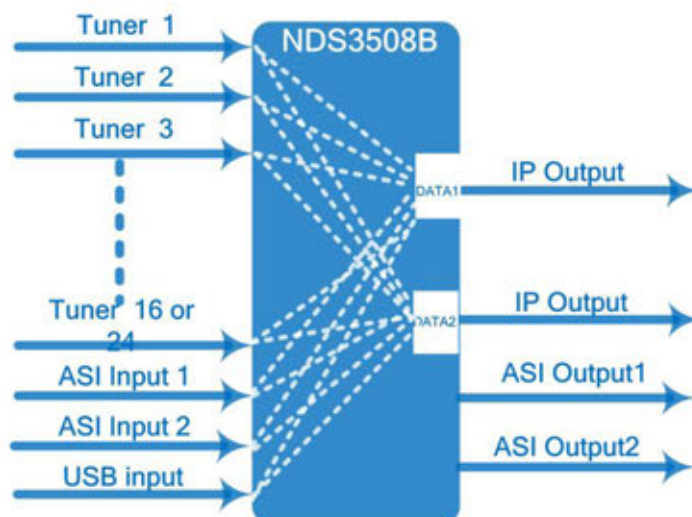 Tuner 1
Tuner 2
Tuner 3
Tuner 16 or
24
ASI Input 1
ASI Input 2
USB input
NDS3508B
DATA1
DATA2
IP Output
IP Output
ASI Output1
ASI Output2